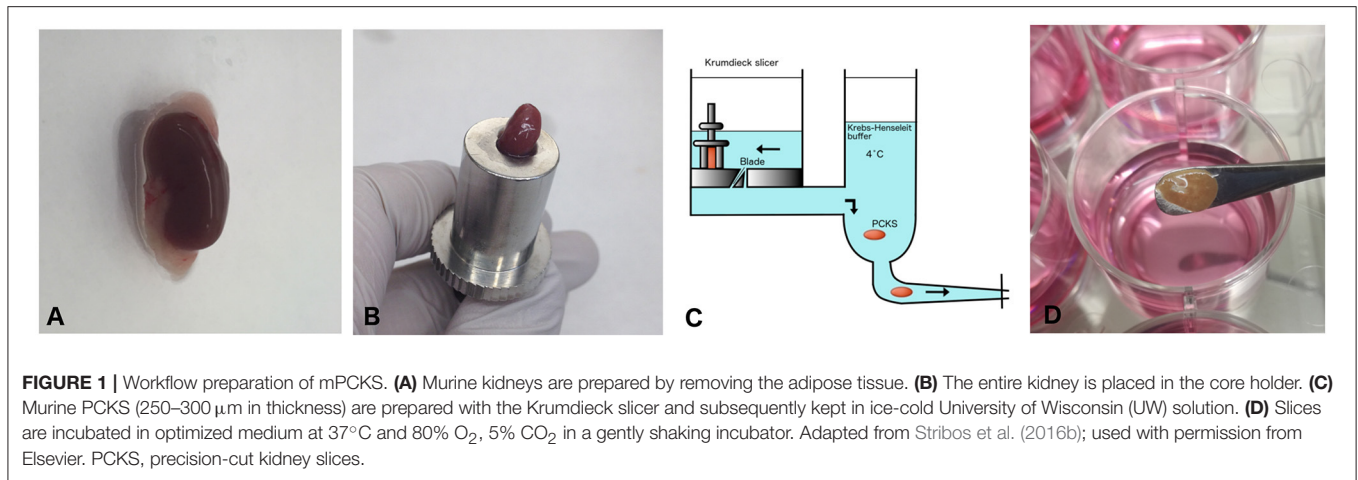 Krumdieck slicer
Krebs-Henseleit
buffer
4°C
Blade
PCKS
A
B
C
D
FIGURE 1 | Workflow preparation of mPCKS. (A) Murine kidneys are prepared by removing the adipose tissue. (B) The entire kidney is placed in the core holder. (C)
Murine PCKS (250–300 μm in thickness) are prepared with the Krumdieck slicer and subsequently kept in ice-cold University of Wisconsin (UW) solution. (D) Slices
are incubated in optimized medium at 37°C and 80% O₂, 5% CO₂ in a gently shaking incubator. Adapted from Stribos et al. (2016b); used with permission from
Elsevier. PCKS, precision-cut kidney slices.